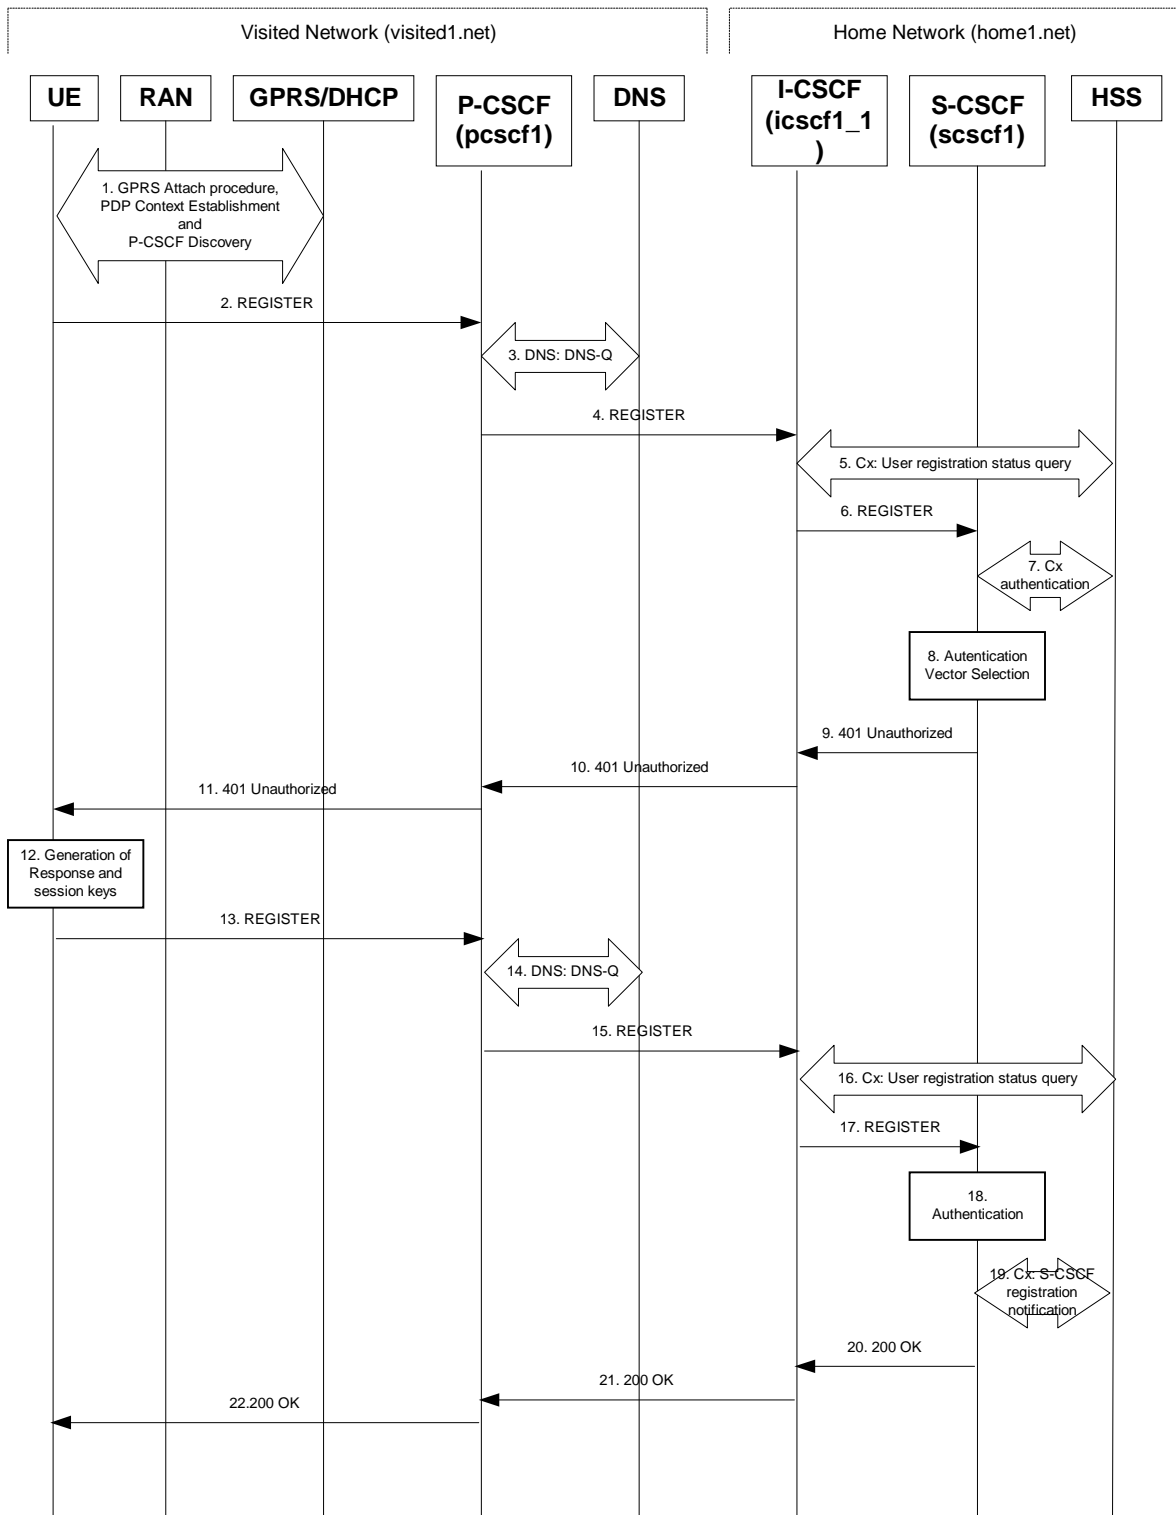 Visited Network (visited1.net)
Home Network (home1.net)
UE
RAN
GPRS/DHCP
P-CSCF
(pcscf1)
DNS
I-CSCF
(icscf1_1
)
S-CSCF
(scscf1)
HSS
1. GPRS Attach procedure,
PDP Context Establishment
and
P-CSCF Discovery
2. REGISTER
3. DNS: DNS-Q
4. REGISTER
5. Cx: User registration status query
6. REGISTER
7. Cx
authentication
8. Autentication
Vector Selection
9. 401 Unauthorized
10. 401 Unauthorized
11. 401 Unauthorized
12. Generation of
Response and
session keys
13. REGISTER
14. DNS: DNS-Q
15. REGISTER
16. Cx: User registration status query
17. REGISTER
18.
Authentication
19. Cx: S-CSCF
registration
notification
20. 200 OK
21. 200 OK
22.200 OK